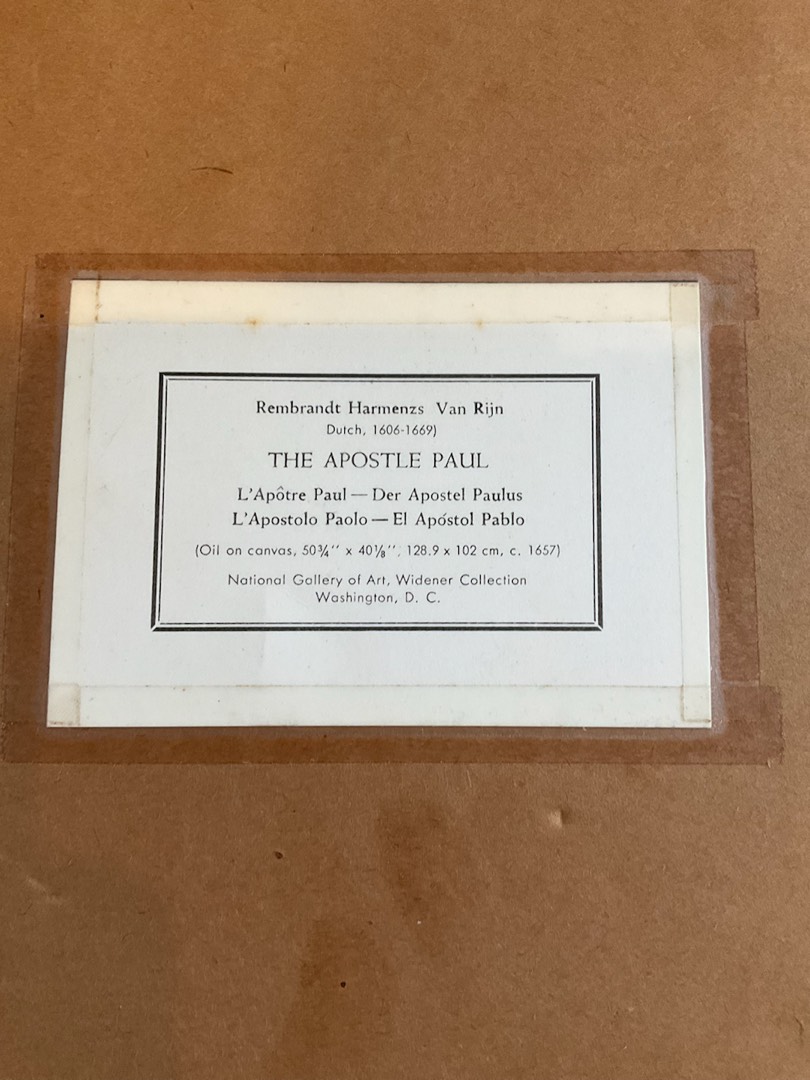 Rembrandt Harmenzs Van Rijn
Dutch, 1606-1669)
THE APOSTLE PAUL
L'Apôtre Paul — Der Apostel Paulus
L'Apostolo Paolo — El Apóstol Pablo
(Oil on canvas, 50¾'' x 40⅛'', 128.9 x 102 cm, c. 1657)
National Gallery of Art, Widener Collection
Washington, D. C.